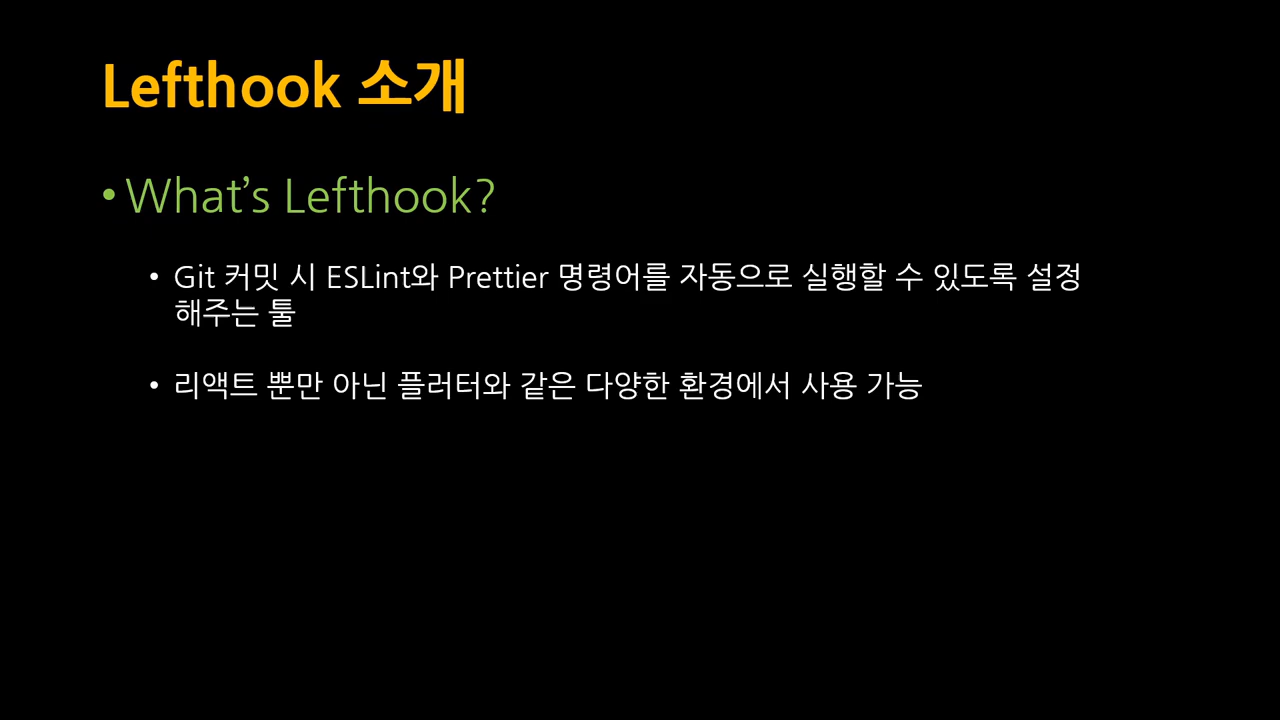 Lefthook 소개
• What’s Lefthook?
• Git 커밋 시 ESLint와 Prettier 명령어를 자동으로 실행할 수 있도록 설정
해주는 툴
• 리액트 뿐만 아닌 플러터와 같은 다양한 환경에서 사용 가능